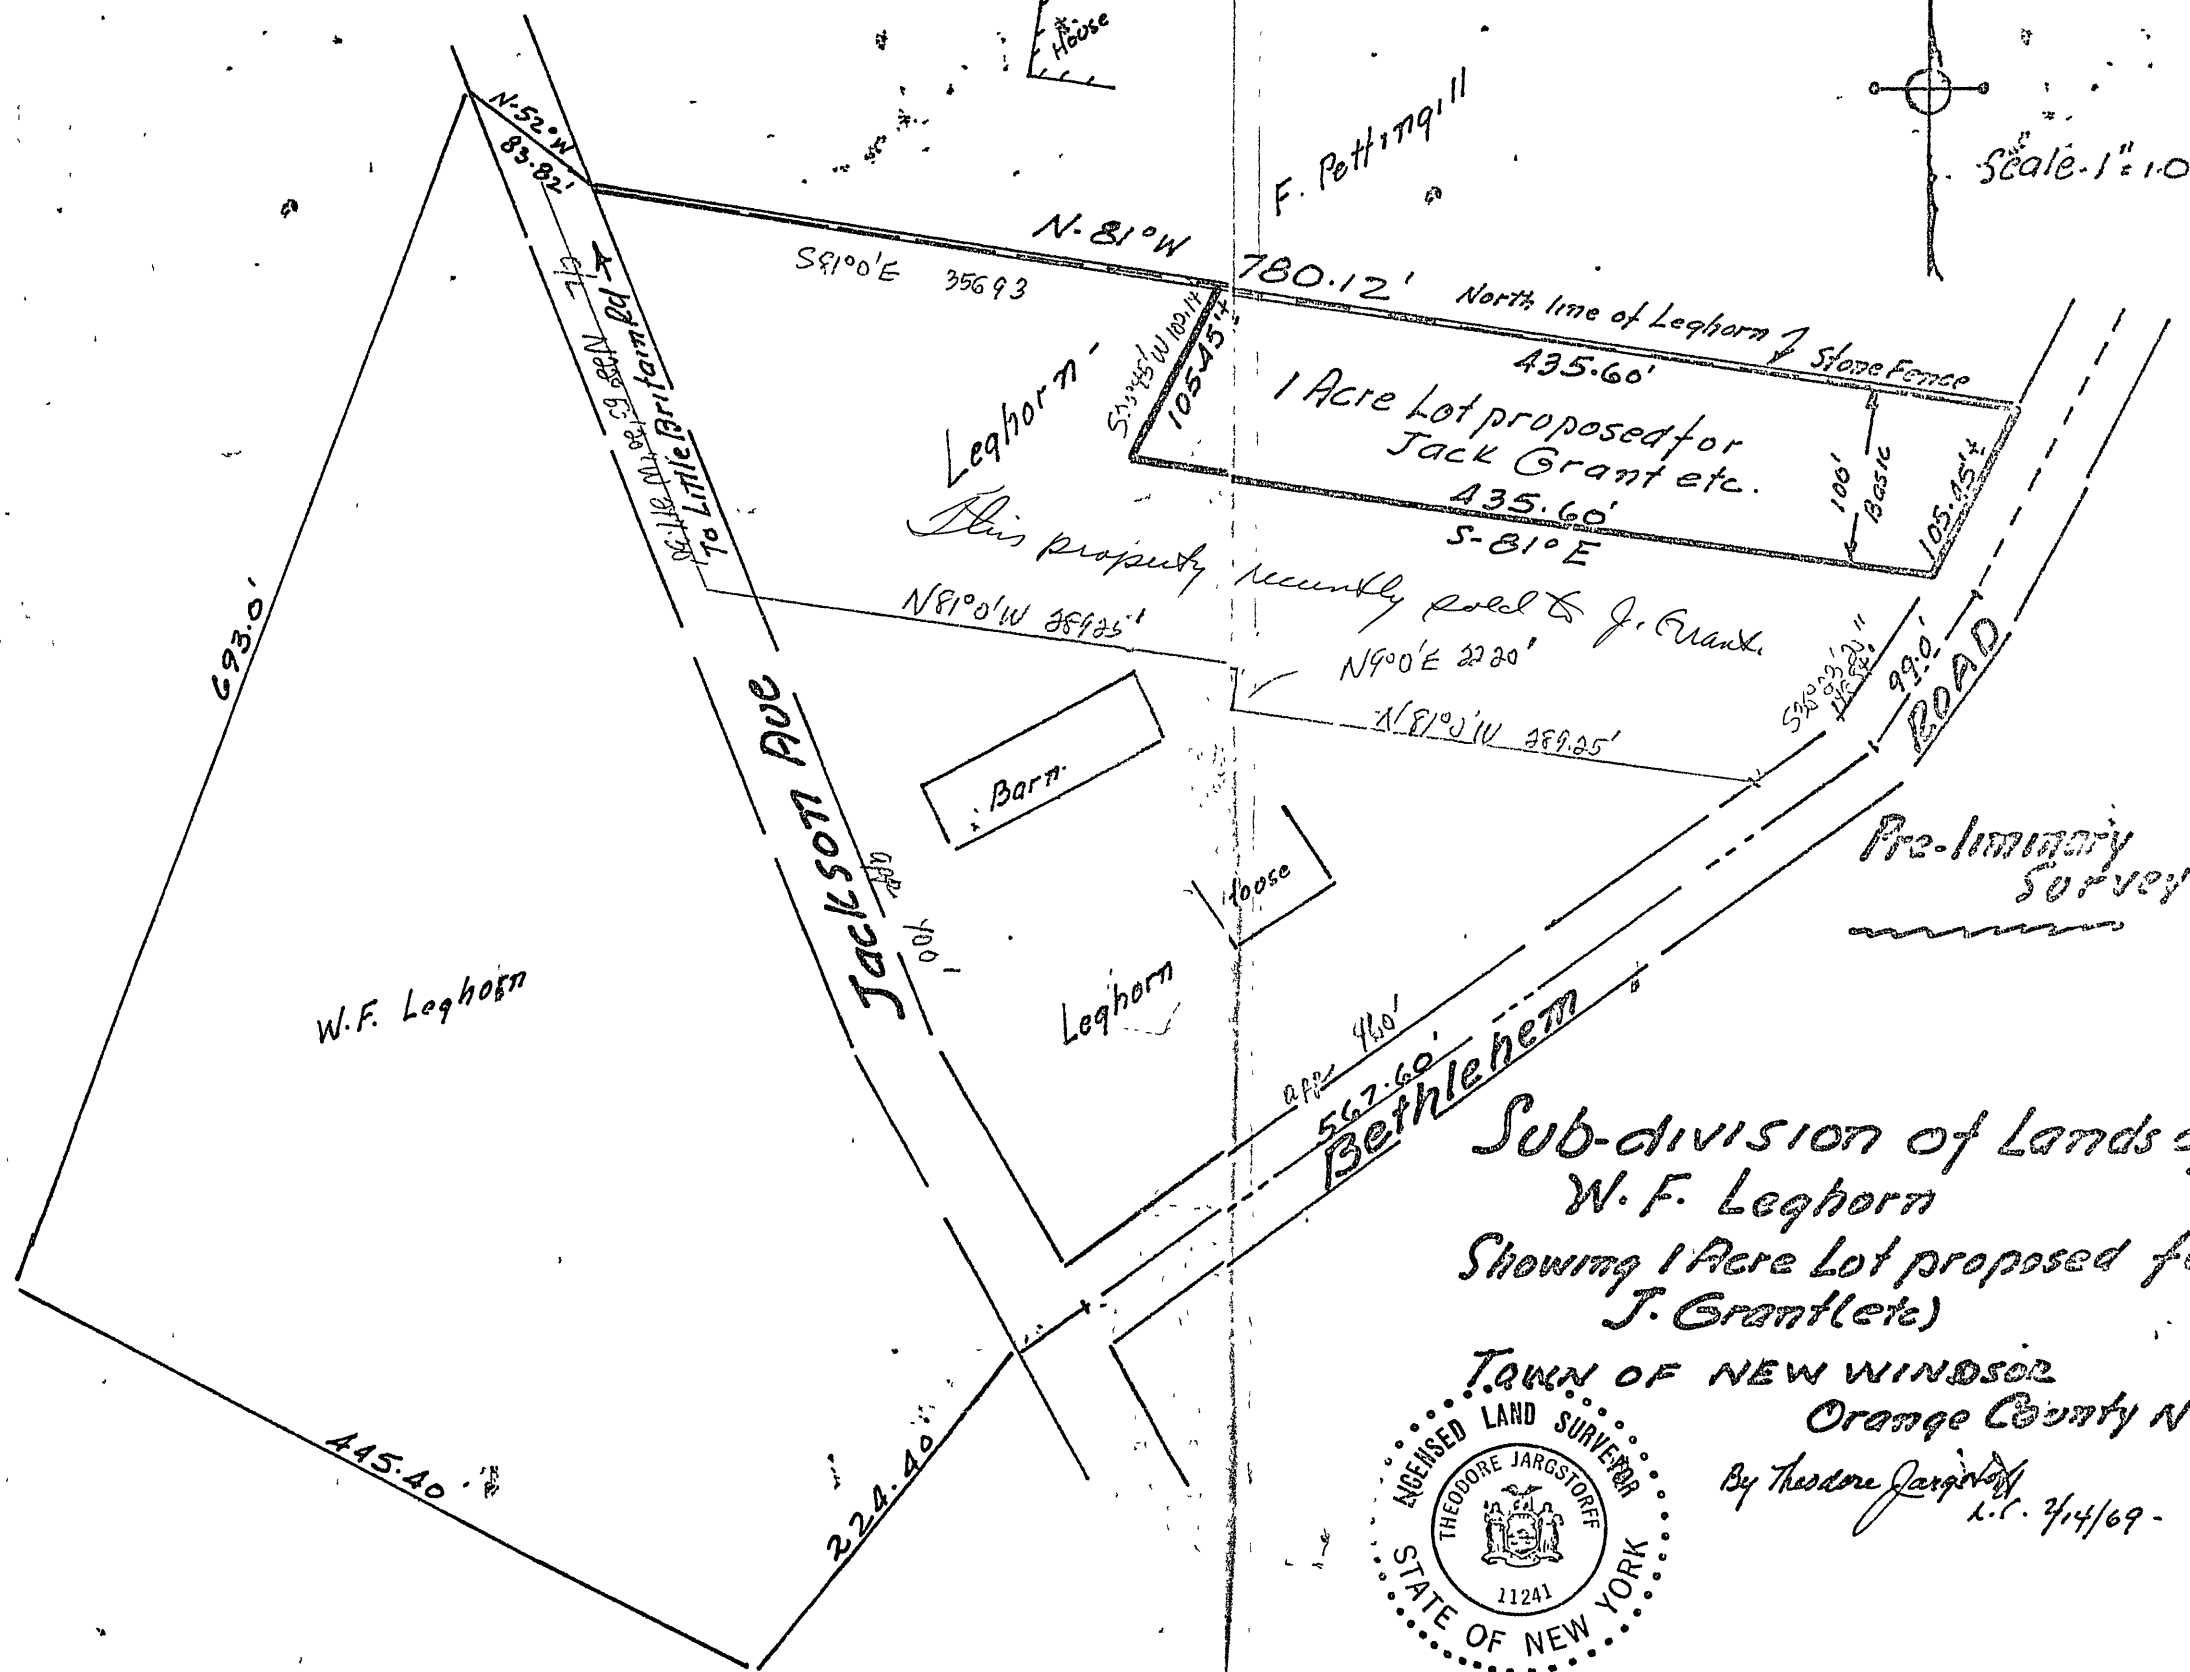 House
N-52°W
83.82'
F. Pettingill
Scale-1"=10
N-81°W
780.12'
S81°0'E 35693
North line of Leghorn
Stone Fence
435.60'
105.45'±
1 Acre Lot proposed for
Jack Grant etc.
435.60'
S-81°E
100'
Basic
105.45'±
Leghorn
To Little Britain Rd
This property recently sold to J. Grant.
N81°0'W 289.25'
N9°0'E 22 20'
N81°0'W 289.25'
99.0'
693.0'
Jackson Ave
Barn
House
Pre-liminary
Survey
400'
W.F. Leghorn
Leghorn
app 460'
567.60'
Bethlehem
ROAD
Sub-division of Lands
W.F. Leghorn
Showing 1 Acre Lot proposed
J. Grant (etc)
TOWN OF NEW WINDSOR
Orange County N
By Theodore Jargstorff
L.S. 2/14/69-
445.40
224.40
LICENSED LAND SURVEYOR
THEODORE JARGSTORFF
11241
STATE OF NEW YORK